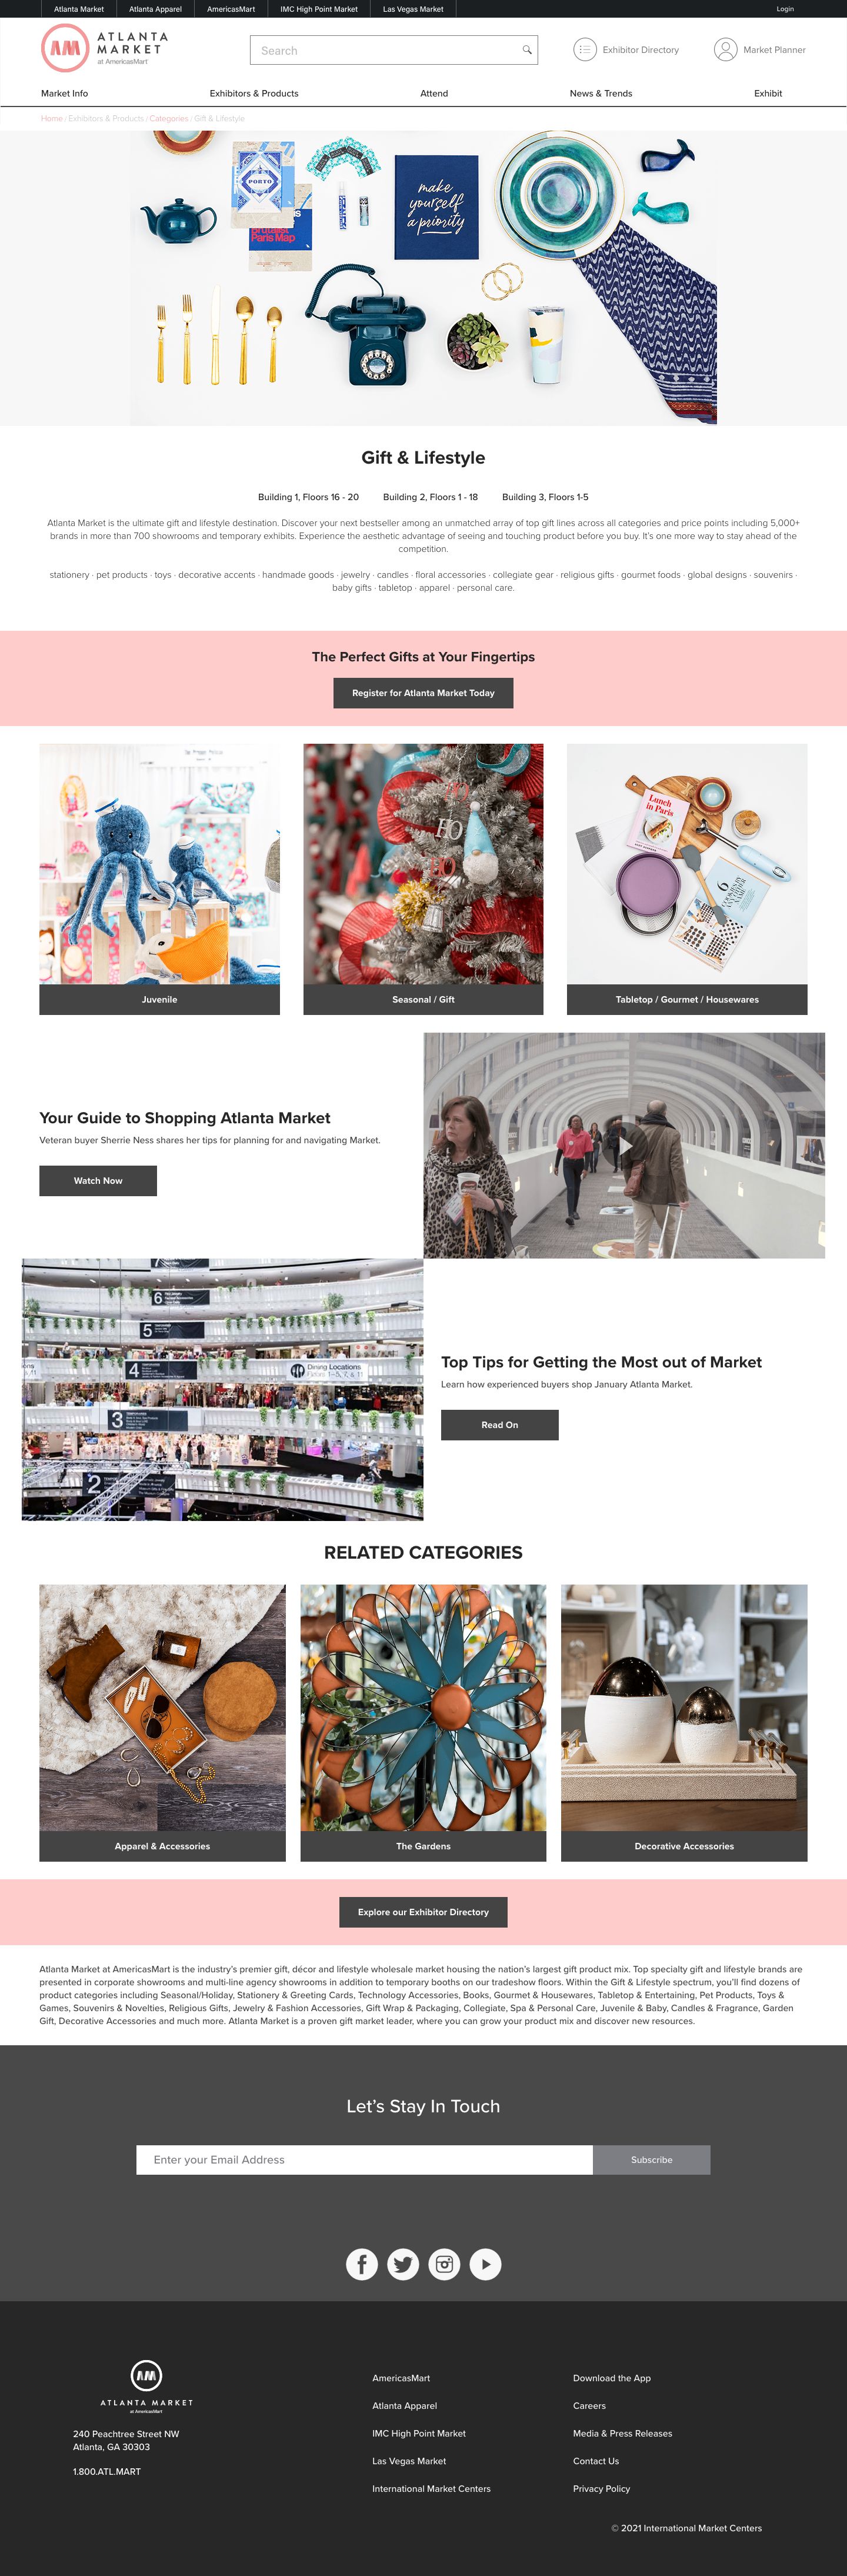 Atlanta Market
Atlanta Apparel
AmericasMart
IMC High Point Market
Las Vegas Market
Login
AM
ATLANTA
MARKET
at AmericasMart
Search
Exhibitor Directory
Market Planner
Market Info
Exhibitors & Products
Attend
News & Trends
Exhibit
Home / Exhibitors & Products / Categories / Gift & Lifestyle
PORTO
Brutalist
Paris Map
make
yourself
a priority
Gift & Lifestyle
Building 1, Floors 16 - 20
Building 2, Floors 1 - 18
Building 3, Floors 1-5
Atlanta Market is the ultimate gift and lifestyle destination. Discover your next bestseller among an unmatched array of top gift lines across all categories and price points including 5,000+
brands in more than 700 showrooms and temporary exhibits. Experience the aesthetic advantage of seeing and touching product before you buy. It's one more way to stay ahead of the
competition.
stationery · pet products · toys · decorative accents · handmade goods · jewelry · candles · floral accessories · collegiate gear · religious gifts · gourmet foods · global designs · souvenirs ·
baby gifts · tabletop · apparel · personal care.
The Perfect Gifts at Your Fingertips
Register for Atlanta Market Today
HO
HO
HO
Lunch
in Paris
Juvenile
Seasonal / Gift
Tabletop / Gourmet / Housewares
Your Guide to Shopping Atlanta Market
Veteran buyer Sherrie Ness shares her tips for planning for and navigating Market.
Watch Now
7
6
5
4
Dining Locations
3
2
Top Tips for Getting the Most out of Market
Learn how experienced buyers shop January Atlanta Market.
Read On
RELATED CATEGORIES
Apparel & Accessories
The Gardens
Decorative Accessories
Explore our Exhibitor Directory
Atlanta Market at AmericasMart is the industry's premier gift, décor and lifestyle wholesale market housing the nation's largest gift product mix. Top specialty gift and lifestyle brands are
presented in corporate showrooms and multi-line agency showrooms in addition to temporary booths on our tradeshow floors. Within the Gift & Lifestyle spectrum, you'll find dozens of
product categories including Seasonal/Holiday, Stationery & Greeting Cards, Technology Accessories, Books, Gourmet & Housewares, Tabletop & Entertaining, Pet Products, Toys &
Games, Souvenirs & Novelties, Religious Gifts, Jewelry & Fashion Accessories, Gift Wrap & Packaging, Collegiate, Spa & Personal Care, Juvenile & Baby, Candles & Fragrance, Garden
Gift, Decorative Accessories and much more. Atlanta Market is a proven gift market leader, where you can grow your product mix and discover new resources.
Let's Stay In Touch
Enter your Email Address
Subscribe
AM
ATLANTA MARKET
at AmericasMart
240 Peachtree Street NW
Atlanta, GA 30303
1.800.ATL.MART
AmericasMart
Atlanta Apparel
IMC High Point Market
Las Vegas Market
International Market Centers
Download the App
Careers
Media & Press Releases
Contact Us
Privacy Policy
© 2021 International Market Centers